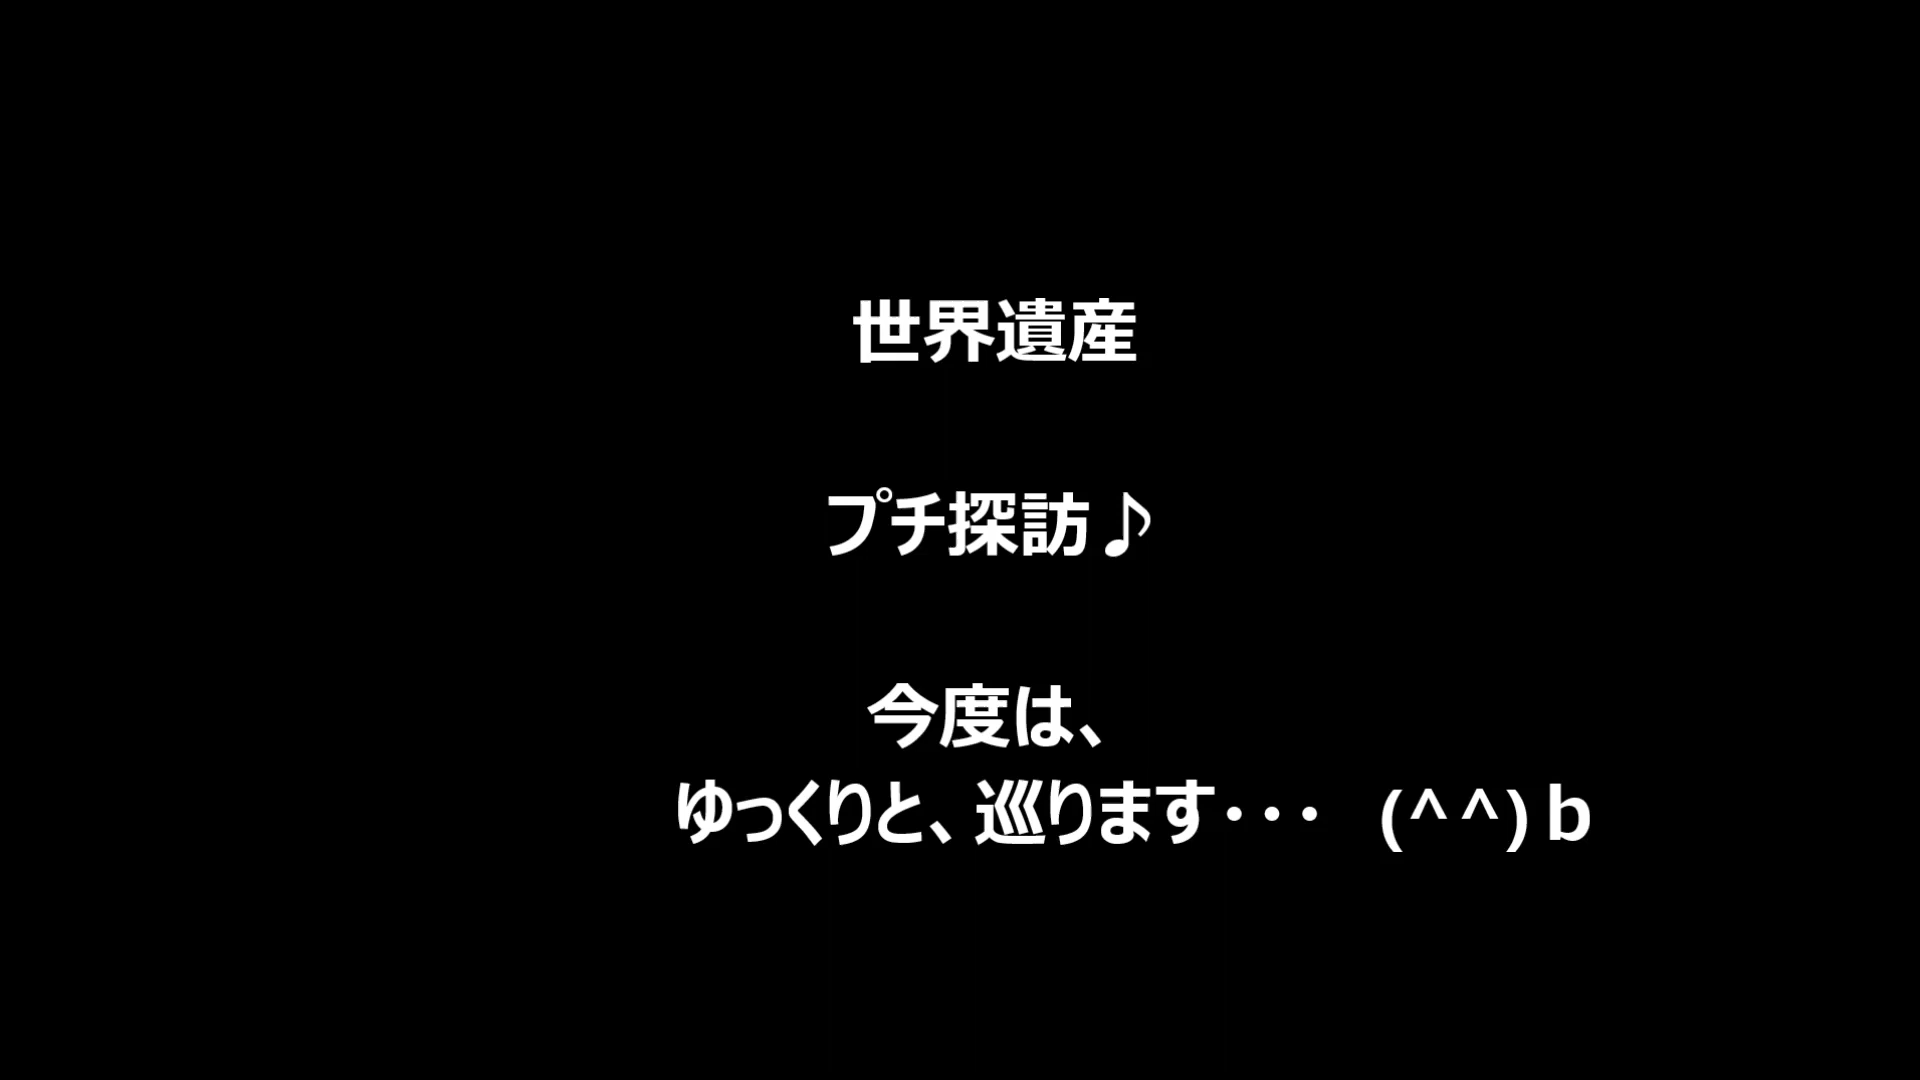 世界遺産
プチ探訪♪
今度は、
ゆっくりと、巡ります･･･ (^^)b